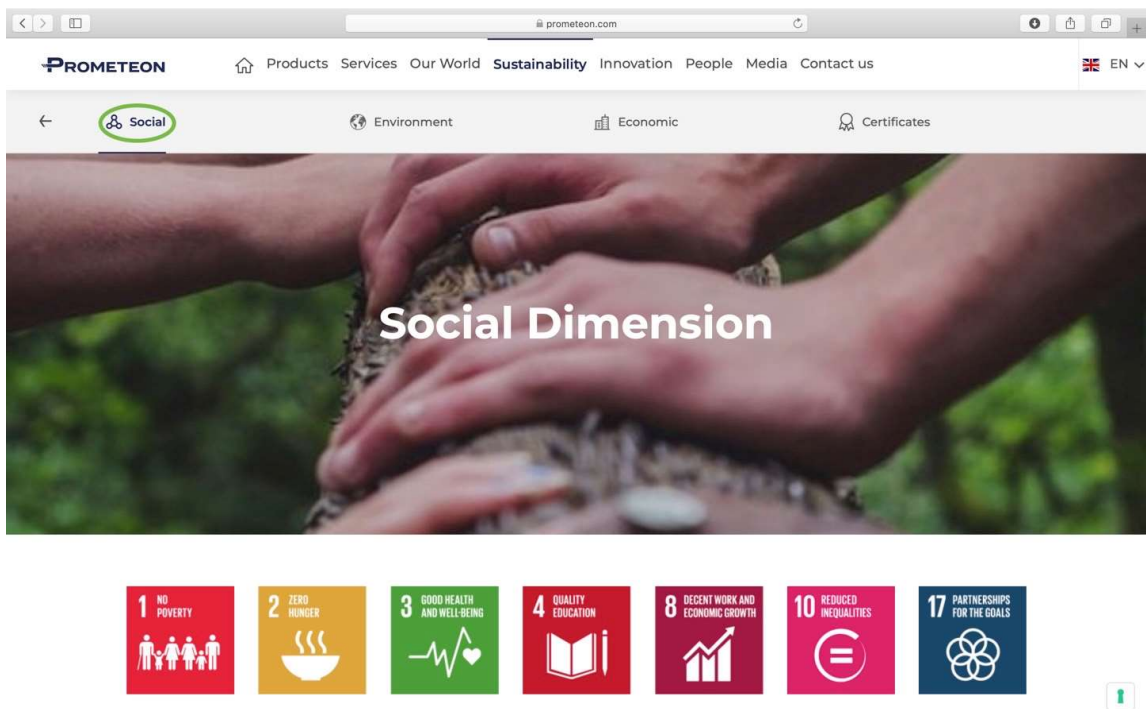 prometeon.com
PROMETEON
Products Services Our World Sustainability Innovation People Media Contact us
EN
Social
Environment
Economic
Certificates
Social Dimension
1 NO POVERTY
2 ZERO HUNGER
3 GOOD HEALTH AND WELL-BEING
4 QUALITY EDUCATION
8 DECENT WORK AND ECONOMIC GROWTH
10 REDUCED INEQUALITIES
17 PARTNERSHIPS FOR THE GOALS